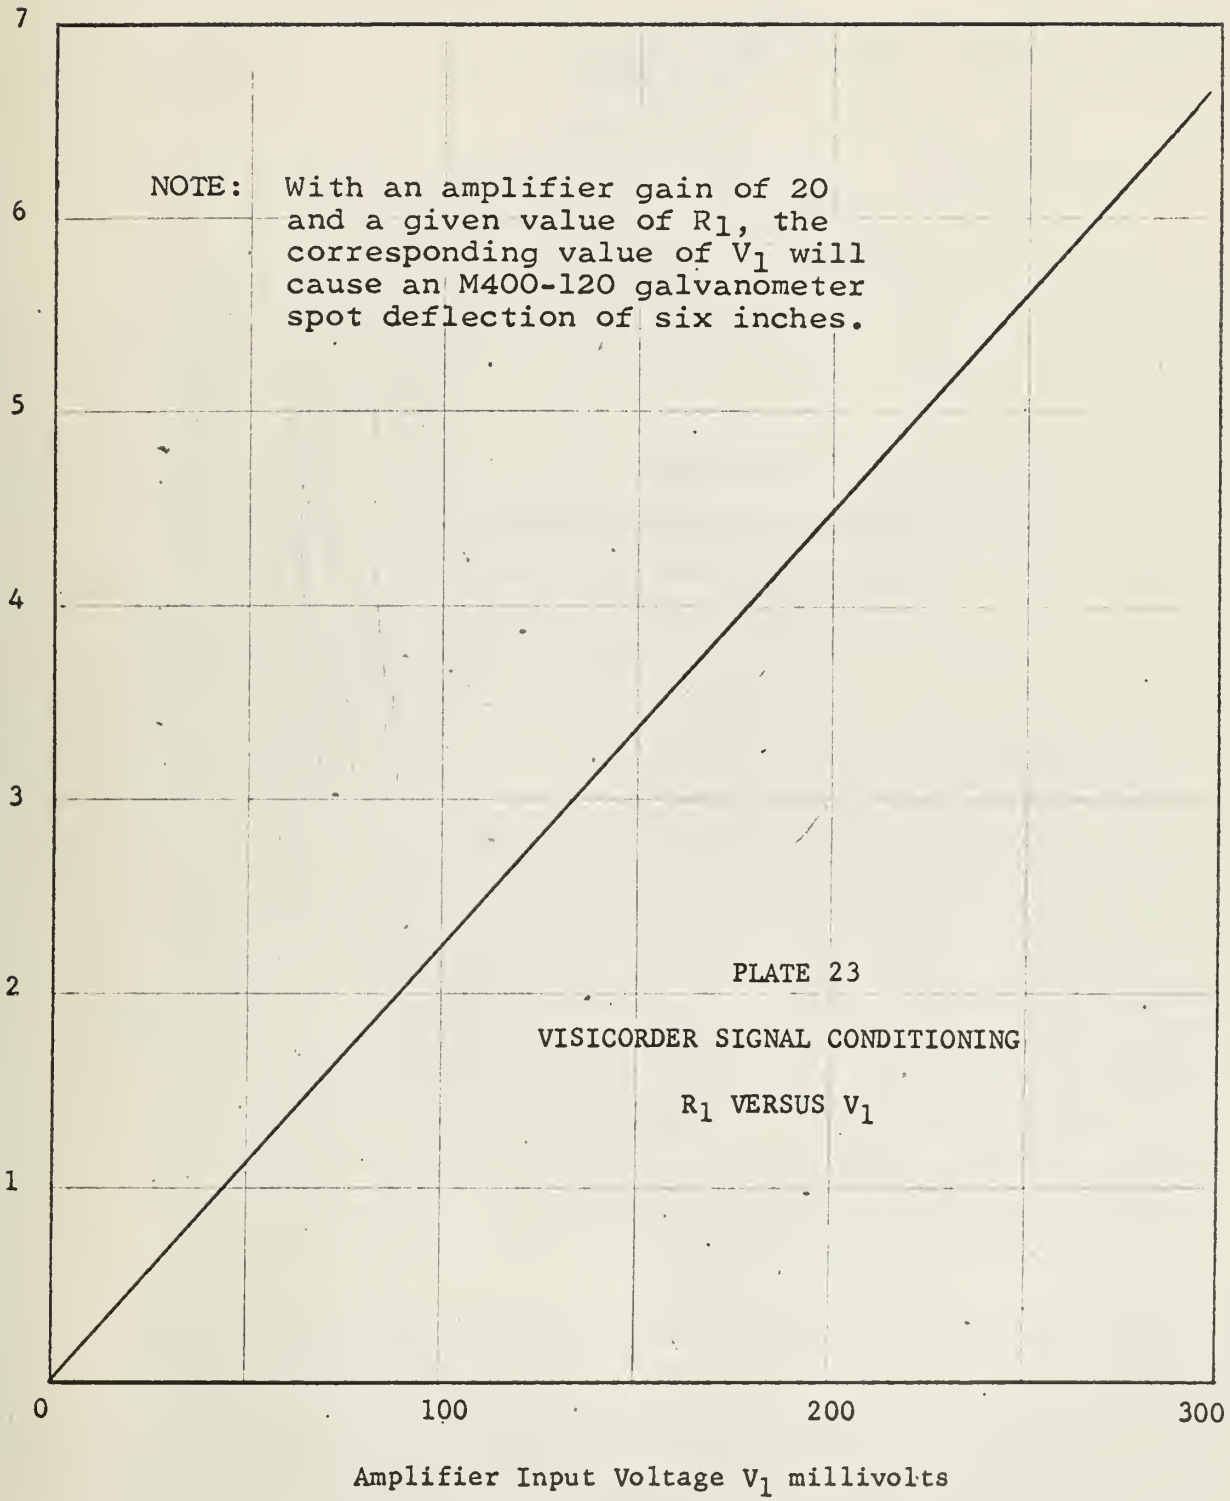 7
NOTE: With an amplifier gain of 20
and a given value of R1, the
corresponding value of V1 will
cause an M400-120 galvanometer
spot deflection of six inches.
6
5
4
3
2
1
PLATE 23
VISICORDER SIGNAL CONDITIONING
R1 VERSUS V1
0 100 200 300
Amplifier Input Voltage V1 millivolts